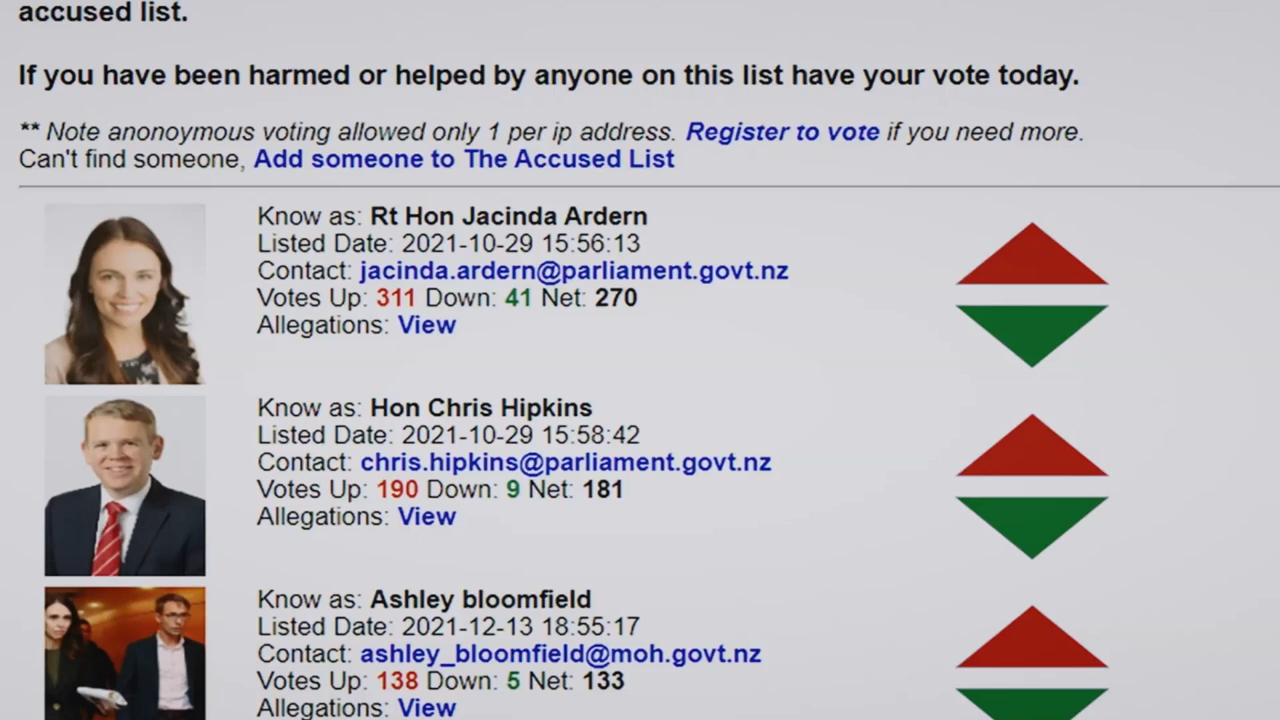 accused list.
If you have been harmed or helped by anyone on this list have your vote today.
** Note anonoymous voting allowed only 1 per ip address. Register to vote if you need more.
Can't find someone, Add someone to The Accused List
Know as: Rt Hon Jacinda Ardern
Listed Date: 2021-10-29 15:56:13
Contact: jacinda.ardern@parliament.govt.nz
Votes Up: 311 Down: 41 Net: 270
Allegations: View
Know as: Hon Chris Hipkins
Listed Date: 2021-10-29 15:58:42
Contact: chris.hipkins@parliament.govt.nz
Votes Up: 190 Down: 9 Net: 181
Allegations: View
Know as: Ashley bloomfield
Listed Date: 2021-12-13 18:55:17
Contact: ashley_bloomfield@moh.govt.nz
Votes Up: 138 Down: 5 Net: 133
Allegations: View